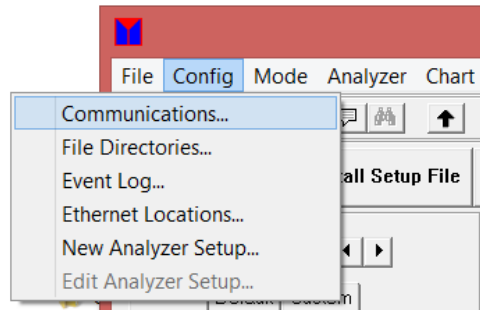 File Config Mode Analyzer Chart
Communications...
File Directories...
Event Log...
Ethernet Locations...
New Analyzer Setup...
Edit Analyzer Setup...
tall Setup File